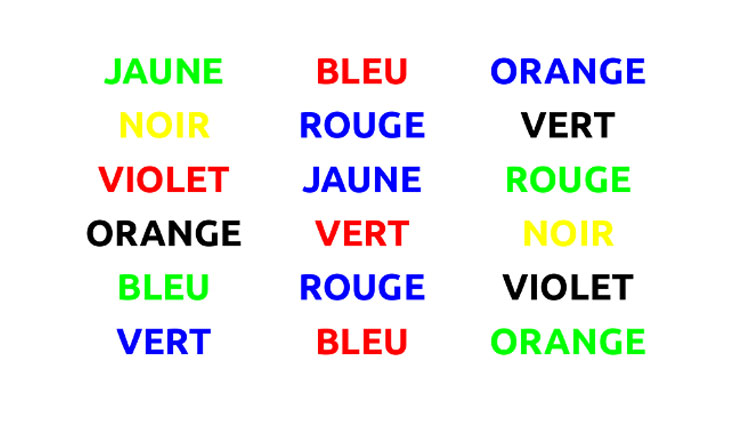 JAUNE BLEU ORANGE
NOIR ROUGE VERT
VIOLET JAUNE ROUGE
ORANGE VERT NOIR
BLEU ROUGE VIOLET
VERT BLEU ORANGE